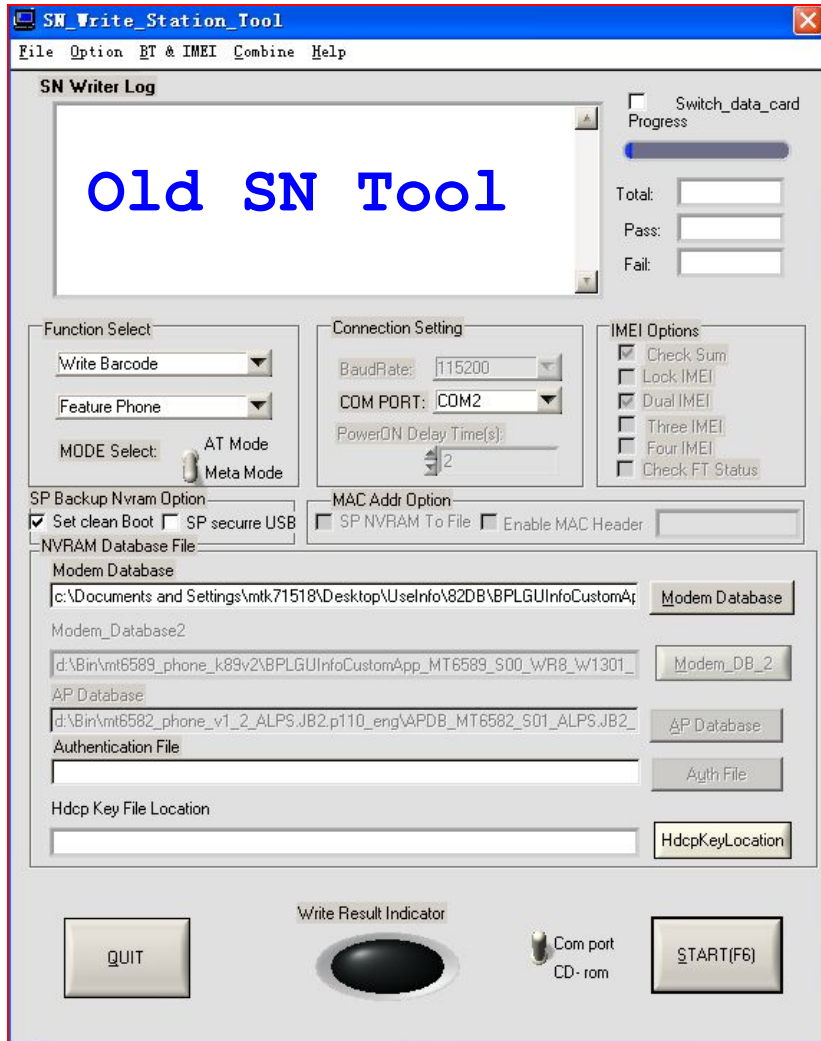 SN_Write_Station_Tool
File Option BT & IMEI Combine Help
SN Writer Log
Old SN Tool
Switch_data_card
Progress
Total:
Pass:
Fail:
Function Select
Write Barcode
Feature Phone
MODE Select:
AT Mode
Meta Mode
Connection Setting
BaudRate: 115200
COM PORT: COM2
PowerON Delay Time(s):
2
IMEI Options
Check Sum
Lock IMEI
Dual IMEI
Three IMEI
Four IMEI
Check FT Status
SP Backup Nvram Option
Set clean Boot SP securre USB
MAC Addr Option
SP NVRAM To File Enable MAC Header
NVRAM Database File
Modem Database
c:\Documents and Settings\mtk71518\Desktop\UseInfo\82DB\BPLGUInfoCustomAp
Modem Database
Modem_Database2
d:\Bin\mt6589_phone_k89v2\BPLGUInfoCustomApp_MT6589_S00_WR8_W1301_
Modem_DB_2
AP Database
d:\Bin\mt6582_phone_v1_2_ALPS.JB2.p110_eng\APDB_MT6582_S01_ALPS.JB2_
AP Database
Authentication File
Auth File
Hdcp Key File Location
HdcpKeyLocation
Write Result Indicator
QUIT
Com port
CD- rom
START(F6)